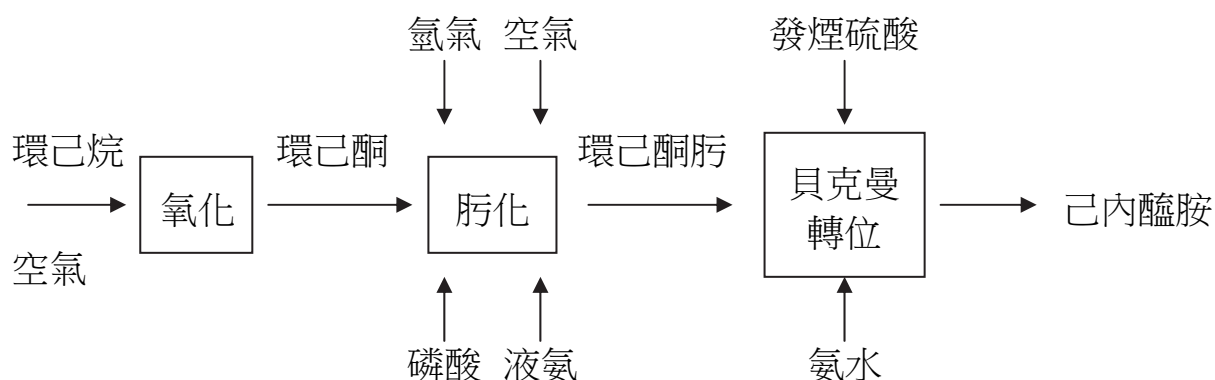 氫氣 空氣 發煙硫酸
環己烷 環己酮 環己酮肟
氧化 肟化 貝克曼
轉位 己內醯胺
空氣
磷酸 液氨 氨水